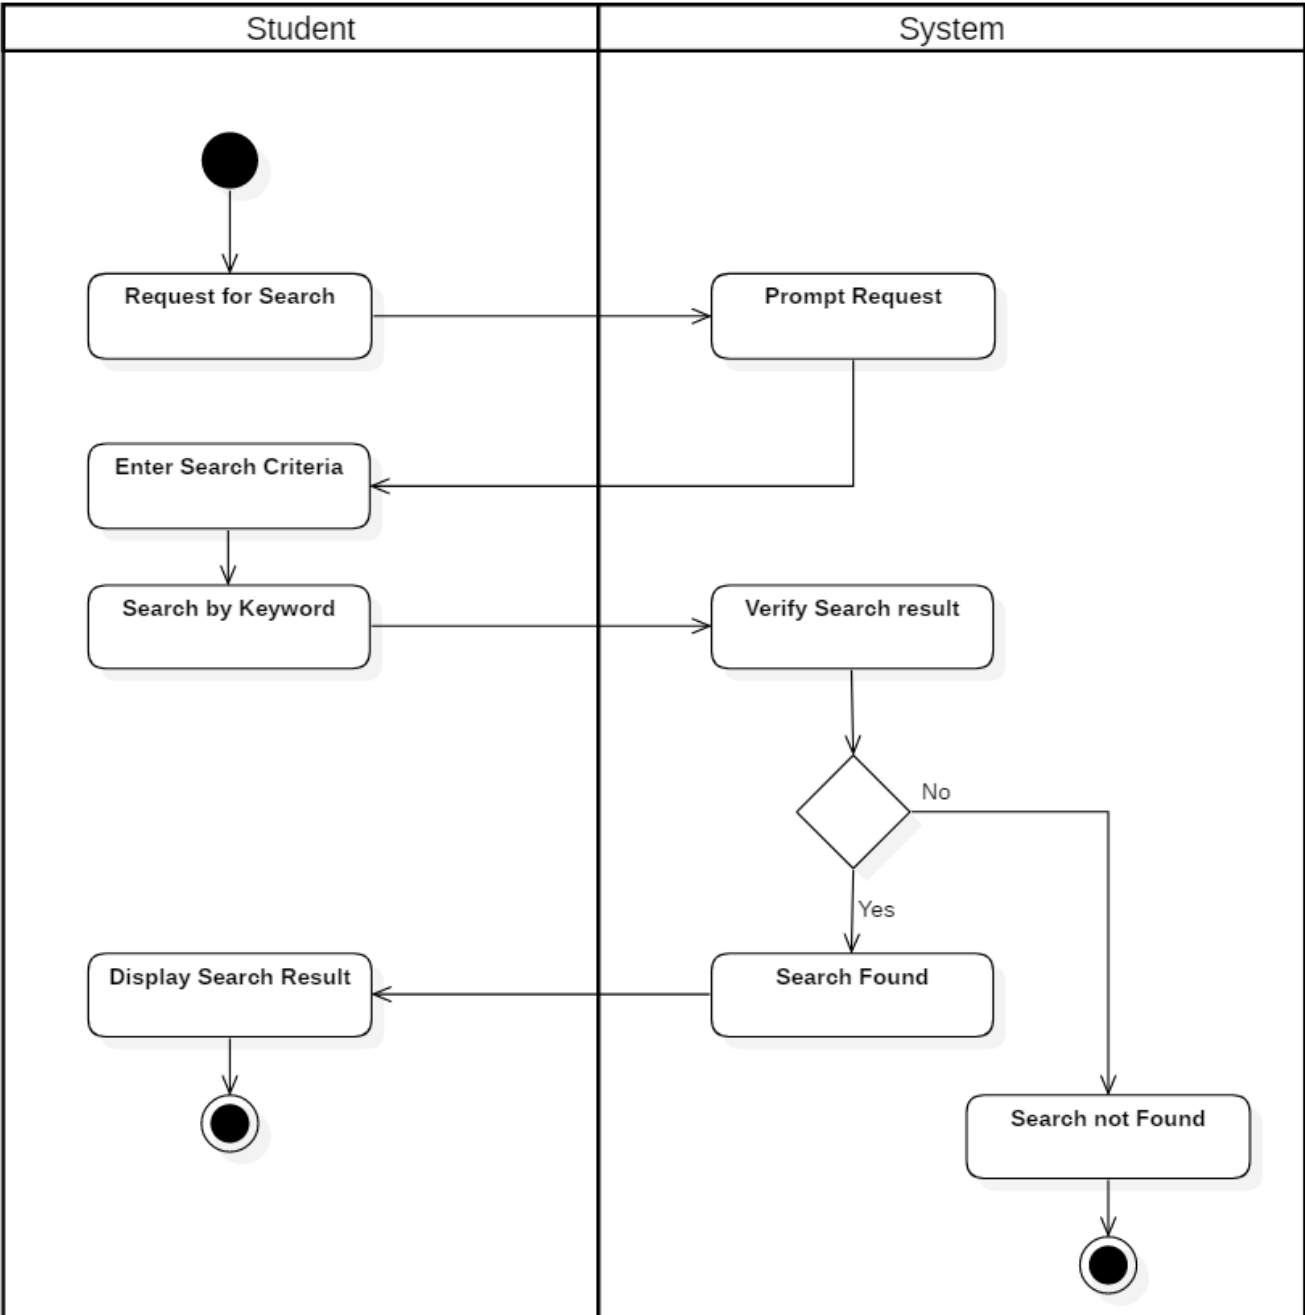 Student
System
Request for Search
Prompt Request
Enter Search Criteria
Search by Keyword
Verify Search result
No
Yes
Display Search Result
Search Found
Search not Found